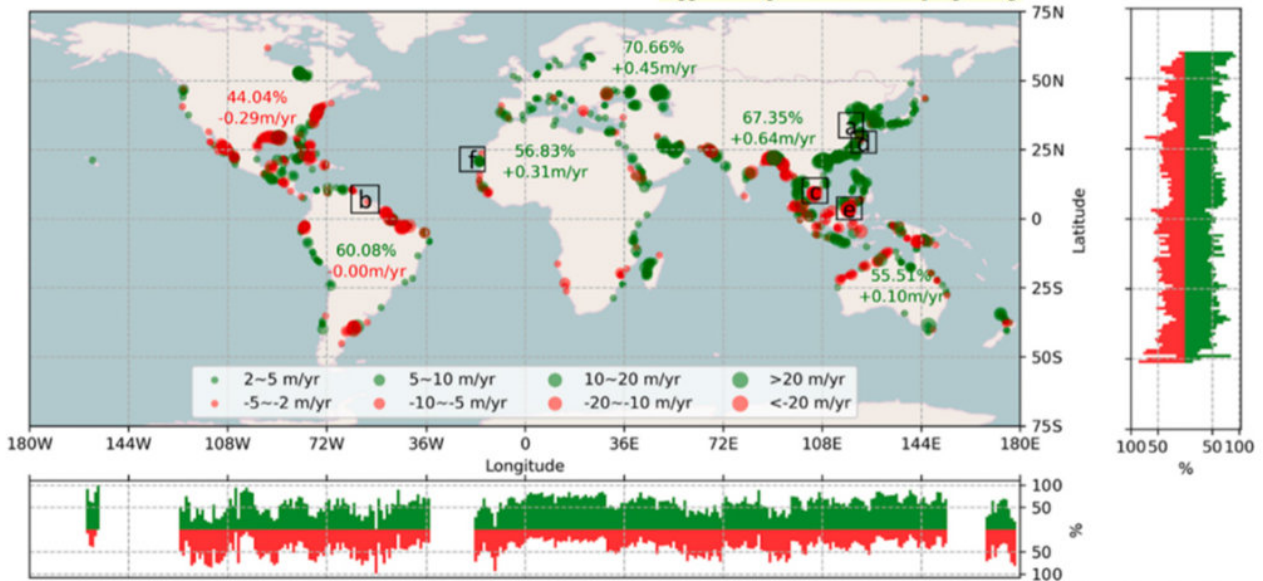 75N
70.66%
+0.45m/yr
50N
44.04%
-0.29m/yr
67.35%
+0.64m/yr
a
d
25N
f
56.83%
+0.31m/yr
b
c
e
0
Latitude
60.08%
-0.00m/yr
55.51%
+0.10m/yr
25S
50S
2~5 m/yr 5~10 m/yr 10~20 m/yr >20 m/yr
-5~-2 m/yr -10~-5 m/yr -20~-10 m/yr <-20 m/yr
75S
180W 144W 108W 72W 36W 0 36E 72E 108E 144E 180E
Longitude
100 50 50 100
%
100
50
50
100
%